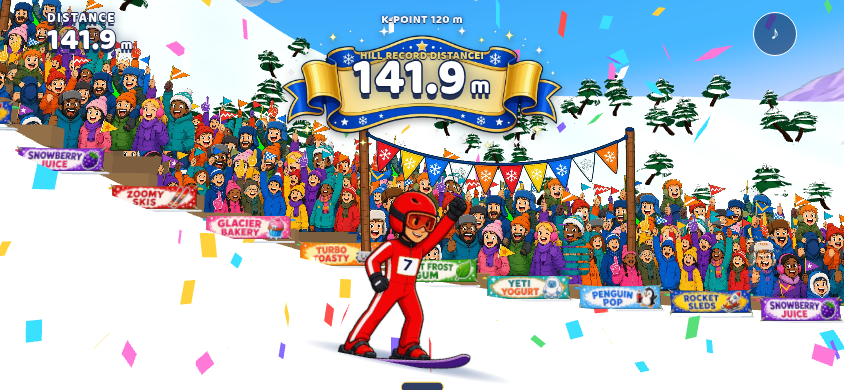 DISTANCE
141.9 m
K-POINT 120 m
HILL RECORD DISTANCE!
141.9 m
SNOWBERRY
JUICE
ZOOMY
SKIS
GLACIER
BAKERY
TURBO
TOASTY
FROST
GUM
YETI
YOGURT
PENGUIN
POP
ROCKET
SLEDS
SNOWBERRY
JUICE
7